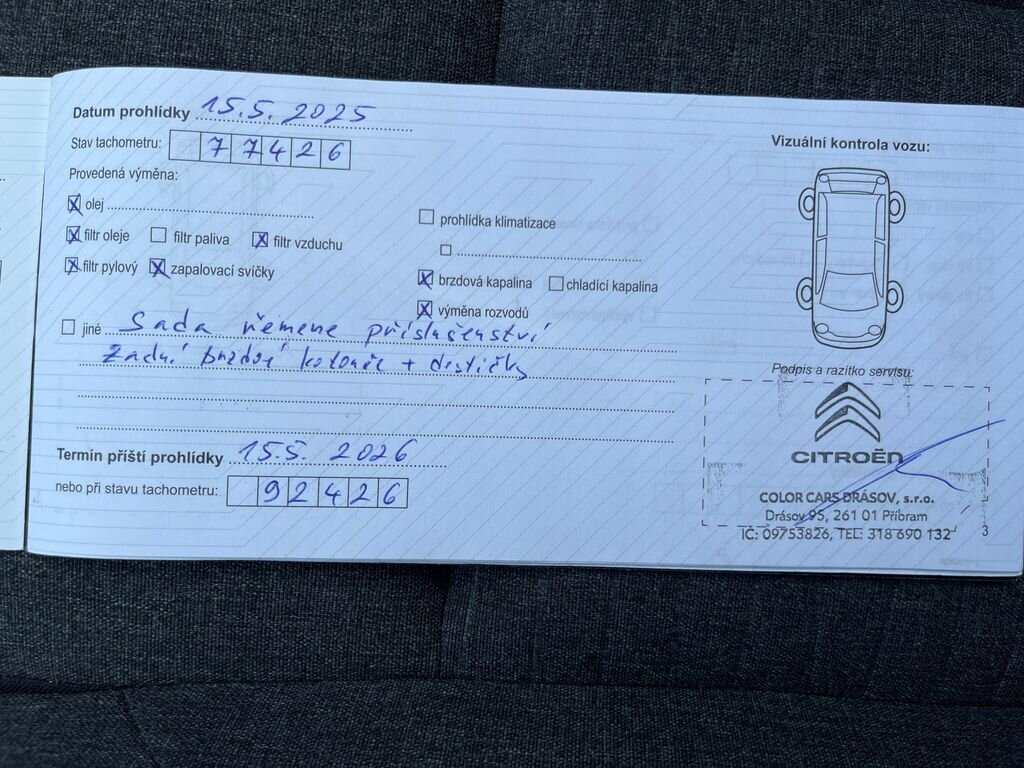 Datum prohlídky 15.5. 2025
Stav tachometru: 77426
Provedená výměna:
olej
filtr oleje filtr paliva filtr vzduchu
filtr pylový zapalovací svíčky
prohlídka klimatizace
brzdová kapalina chladící kapalina
výměna rozvodů
jiné Sada řemene příslušenství
Zadní brzdové kotouče + destičky
Termín příští prohlídky 15.5. 2026
nebo při stavu tachometru: 92426
Vizuální kontrola vozu:
Podpis a razítko servisu:
CITROËN
COLOR CARS DRÁSOV, s.r.o.
Drásov 95, 261 01 Příbram
IČ: 09753826, TEL: 318 690 132
3